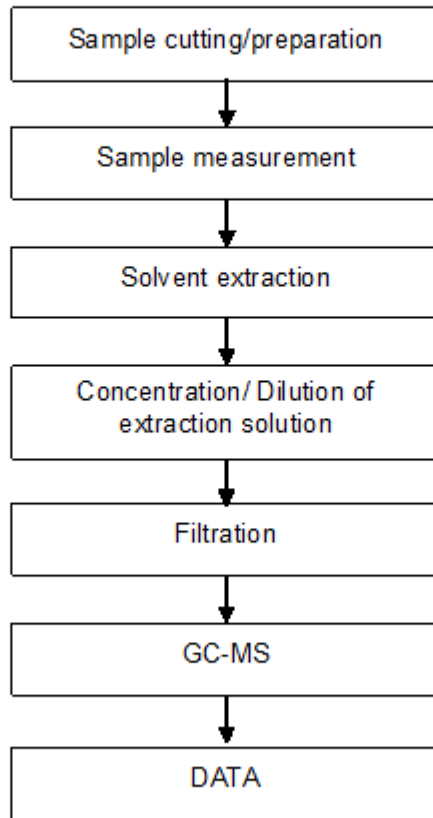 Sample cutting/preparation
Sample measurement
Solvent extraction
Concentration/ Dilution of
extraction solution
Filtration
GC-MS
DATA